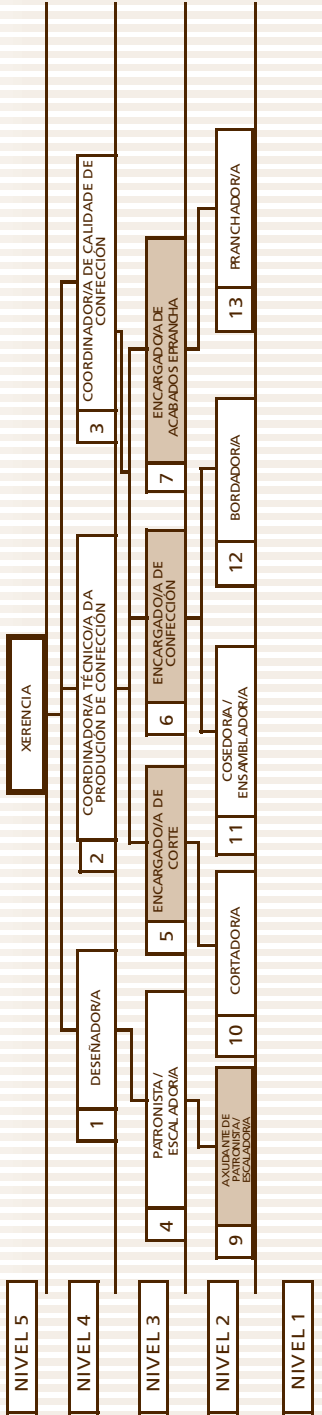 NIVEL 5
XERENCIA
NIVEL 4
1
DESEÑADOR/A
2
COORDINADOR/A TÉCNICO/A DA
PRODUCIÓN DE CONFECCIÓN
3
COORDINADOR/A DE CALIDADE DE
CONFECCIÓN
NIVEL 3
4
PATRONISTA/
ESCALADOR/A
5
ENCARGADO/A DE
CORTE
6
ENCARGADO/A DE
CONFECCIÓN
7
ENCARGADO/A DE
ACABADOS E PRANCHA
NIVEL 2
9
AXUDANTE DE
PATRONISTA/
ESCALADOR/A
10
CORTADOR/A
11
COSEDOR/A /
ENSAMBLADOR/A
12
BORDADOR/A
13
PRANCHADOR/A
NIVEL 1